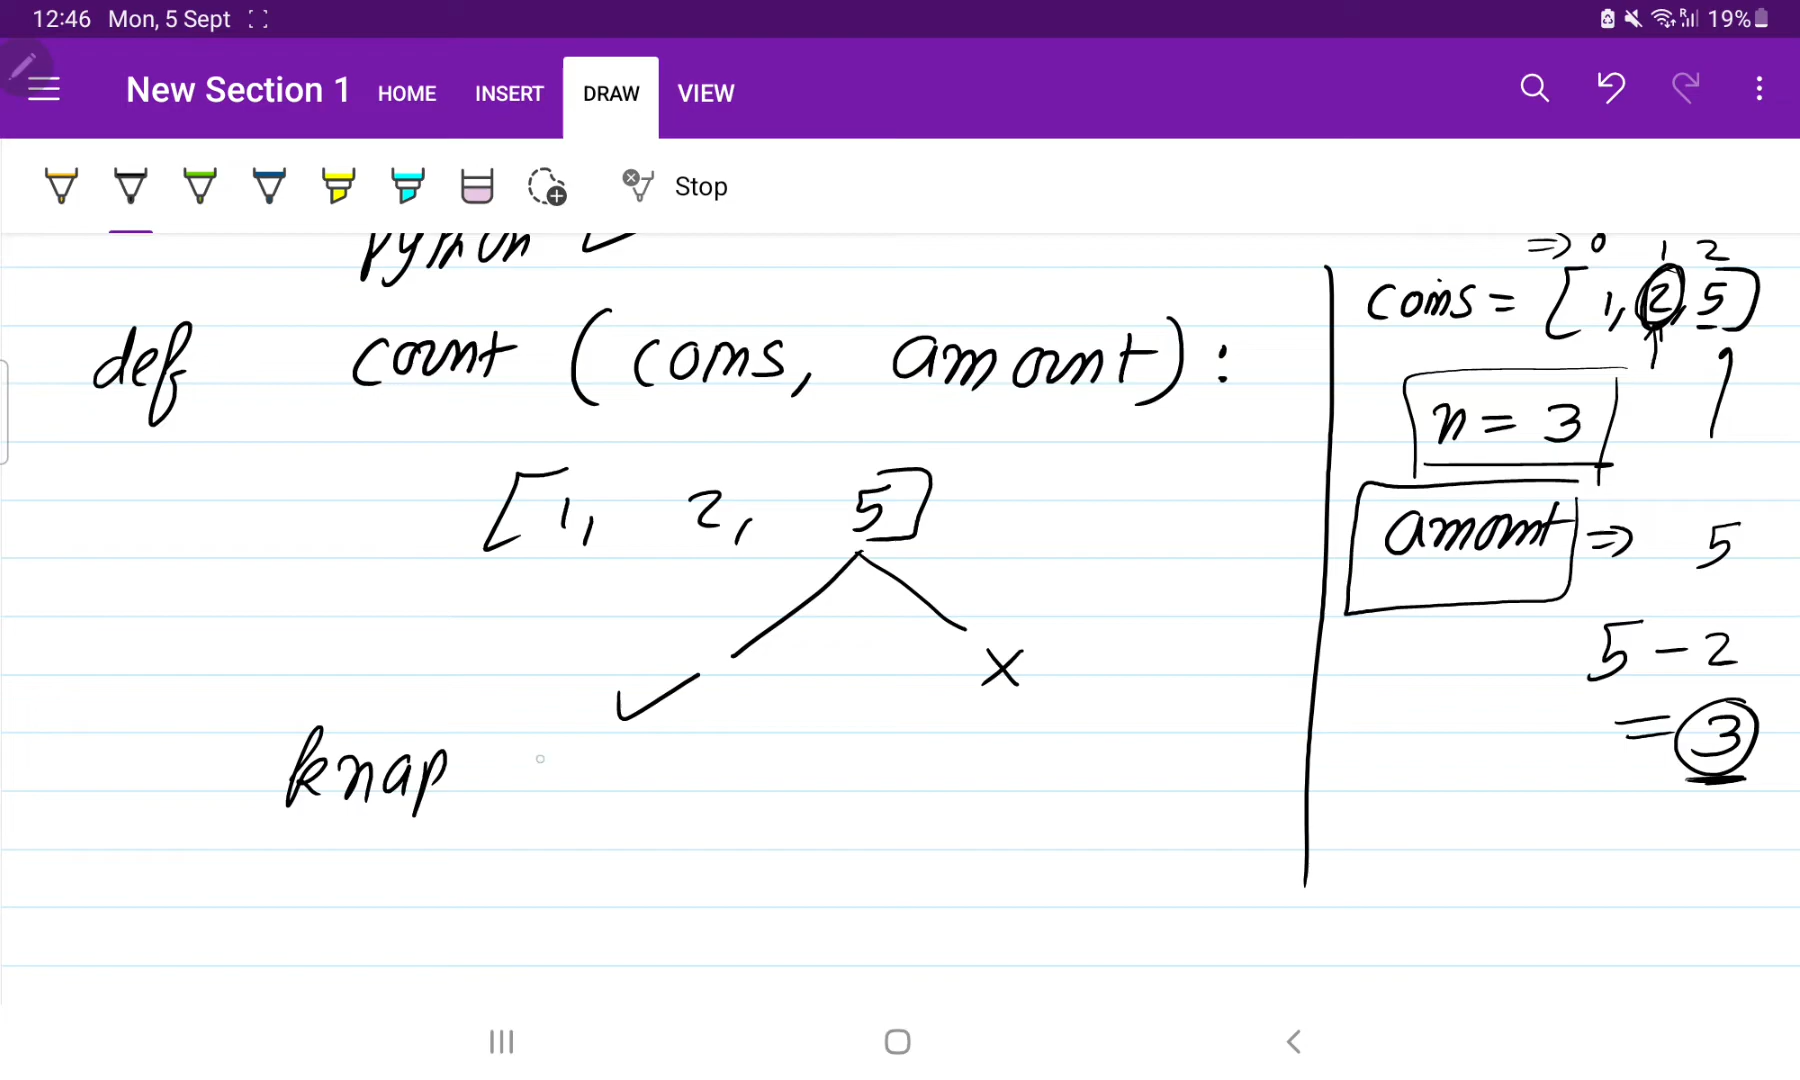 12:46 Mon, 5 Sept 19%
New Section 1 HOME INSERT DRAW VIEW
Stop
python
def count (coins, amount):
[1, 2, 5]
knap
=> 0 1 2
coins = [1, 2, 5]
n = 3
amount => 5
5 - 2
= 3